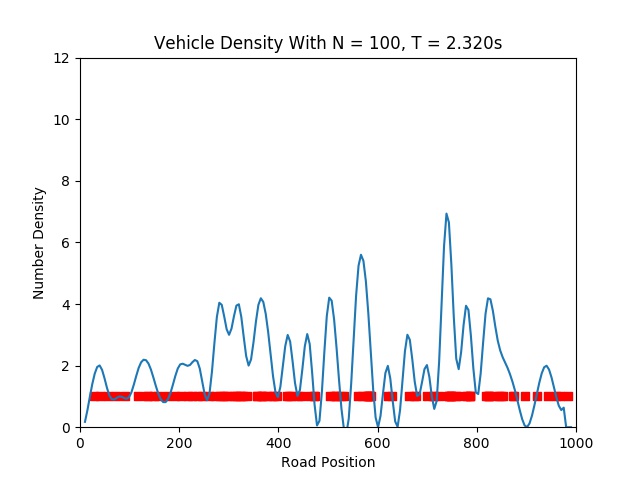 Vehicle Density With N = 100, T = 2.320s
12
10
8
6
4
2
0
Number Density
0 200 400 600 800 1000
Road Position